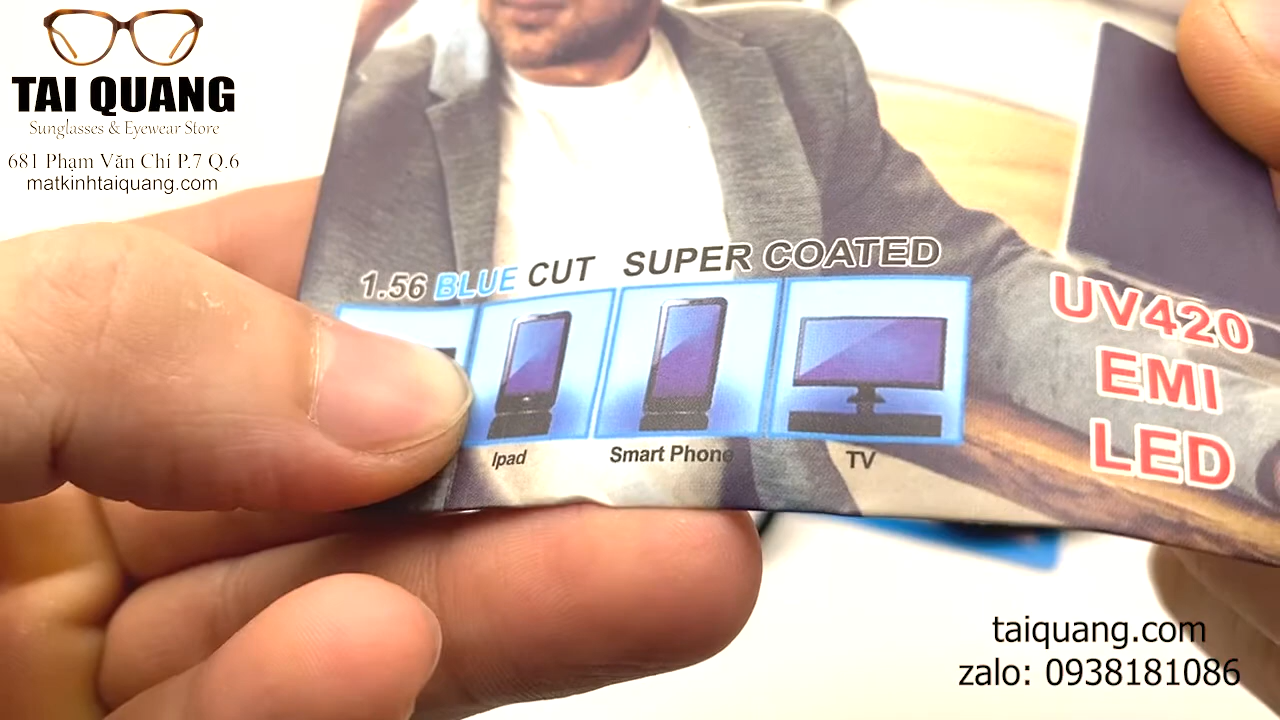 TAI QUANG
Sunglasses & Eyewear Store
681 Phạm Văn Chí P.7 Q.6
matkinhtaiquang.com
1.56 BLUE CUT SUPER COATED
UV420
EMI
LED
Ipad
Smart Phone
TV
taiquang.com
zalo: 0938181086